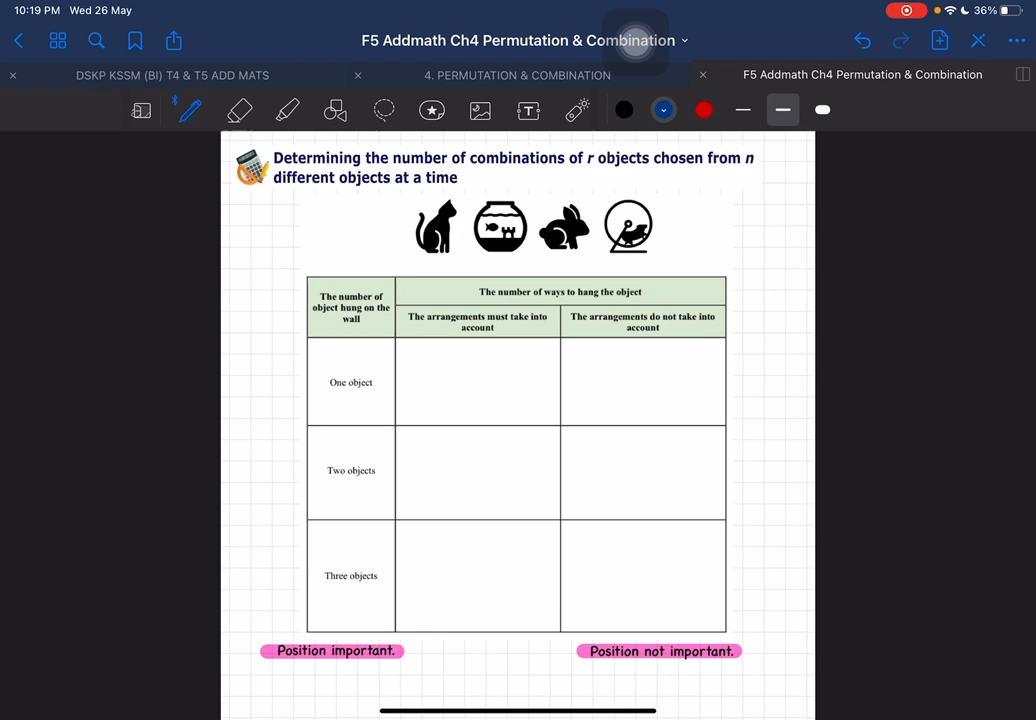 10:19 PM Wed 26 May
36%
F5 Addmath Ch4 Permutation & Combination
DSKP KSSM (BI) T4 & T5 ADD MATS
4. PERMUTATION & COMBINATION
F5 Addmath Ch4 Permutation & Combination
Determining the number of combinations of r objects chosen from n
different objects at a time
The number of
object hung on the
wall
The number of ways to hang the object
The arrangements must take into
account
The arrangements do not take into
account
One object
Two objects
Three objects
Position important.
Position not important.